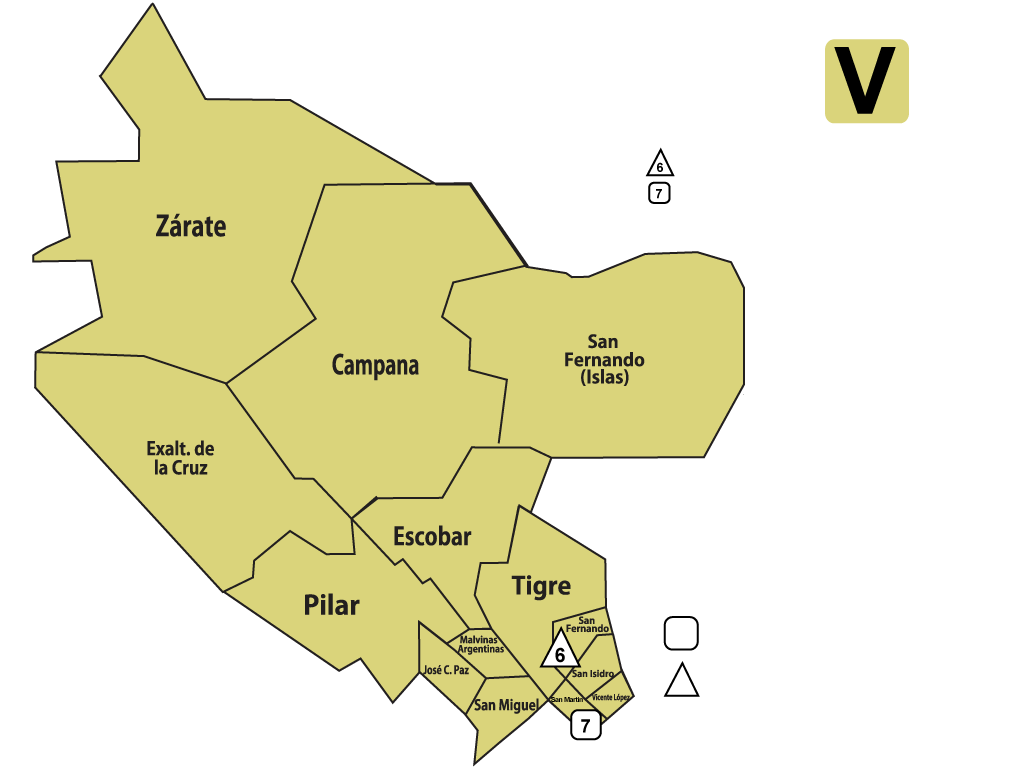 V
6
7
Zárate
San
Fernando
(Islas)
Campana
Exalt. de
la Cruz
Escobar
Tigre
Pilar
San
Fernando
Malvinas
Argentinas
6
José C. Paz
San Isidro
San Miguel
San Martín
Vicente López
7